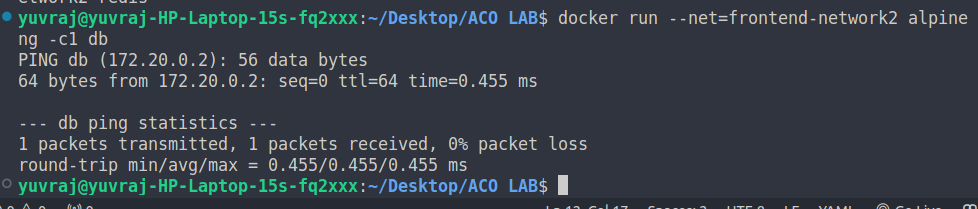 etwork2 redis
yuvraj@yuvraj-HP-Laptop-15s-fq2xxx:~/Desktop/ACO LAB$ docker run --net=frontend-network2 alpine
ng -c1 db
PING db (172.20.0.2): 56 data bytes
64 bytes from 172.20.0.2: seq=0 ttl=64 time=0.455 ms
--- db ping statistics ---
1 packets transmitted, 1 packets received, 0% packet loss
round-trip min/avg/max = 0.455/0.455/0.455 ms
yuvraj@yuvraj-HP-Laptop-15s-fq2xxx:~/Desktop/ACO LAB$